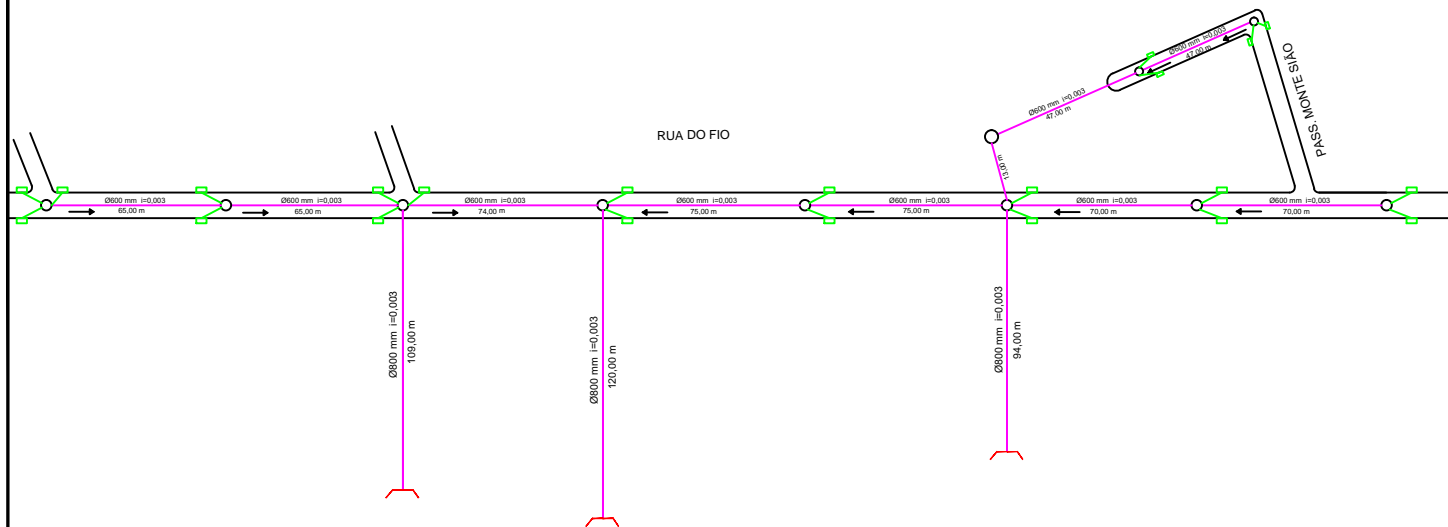 Ø600 mm  i=0,003
47,00 m
PASS. MONTE SIÃO
Ø600 mm  i=0,003
47,00 m
RUA DO FIO
13,00 m
Ø600 mm  i=0,003
65,00 m
Ø600 mm  i=0,003
65,00 m
Ø600 mm  i=0,003
74,00 m
Ø600 mm  i=0,003
75,00 m
Ø600 mm  i=0,003
75,00 m
Ø600 mm  i=0,003
70,00 m
Ø600 mm  i=0,003
70,00 m
Ø800 mm  i=0,003
109,00 m
Ø800 mm  i=0,003
120,00 m
Ø800 mm  i=0,003
94,00 m